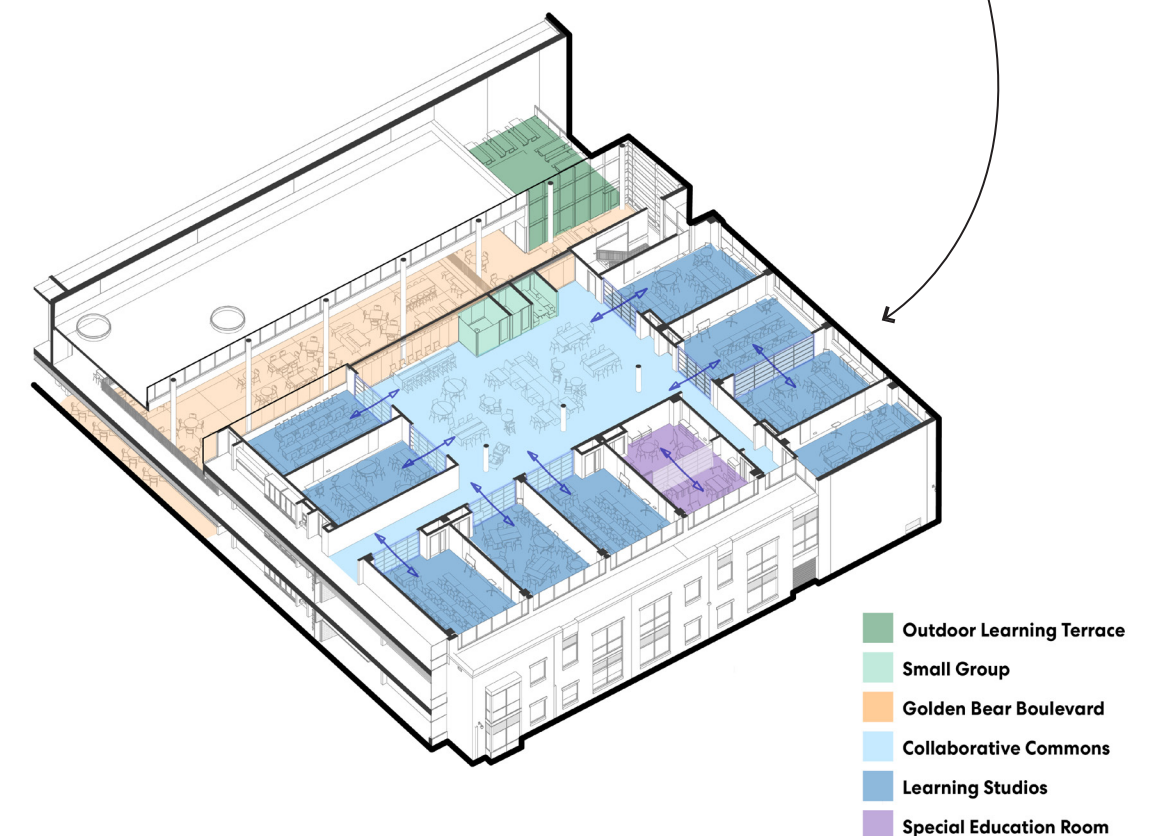 Outdoor Learning Terrace
Small Group
Golden Bear Boulevard
Collaborative Commons
Learning Studios
Special Education Room